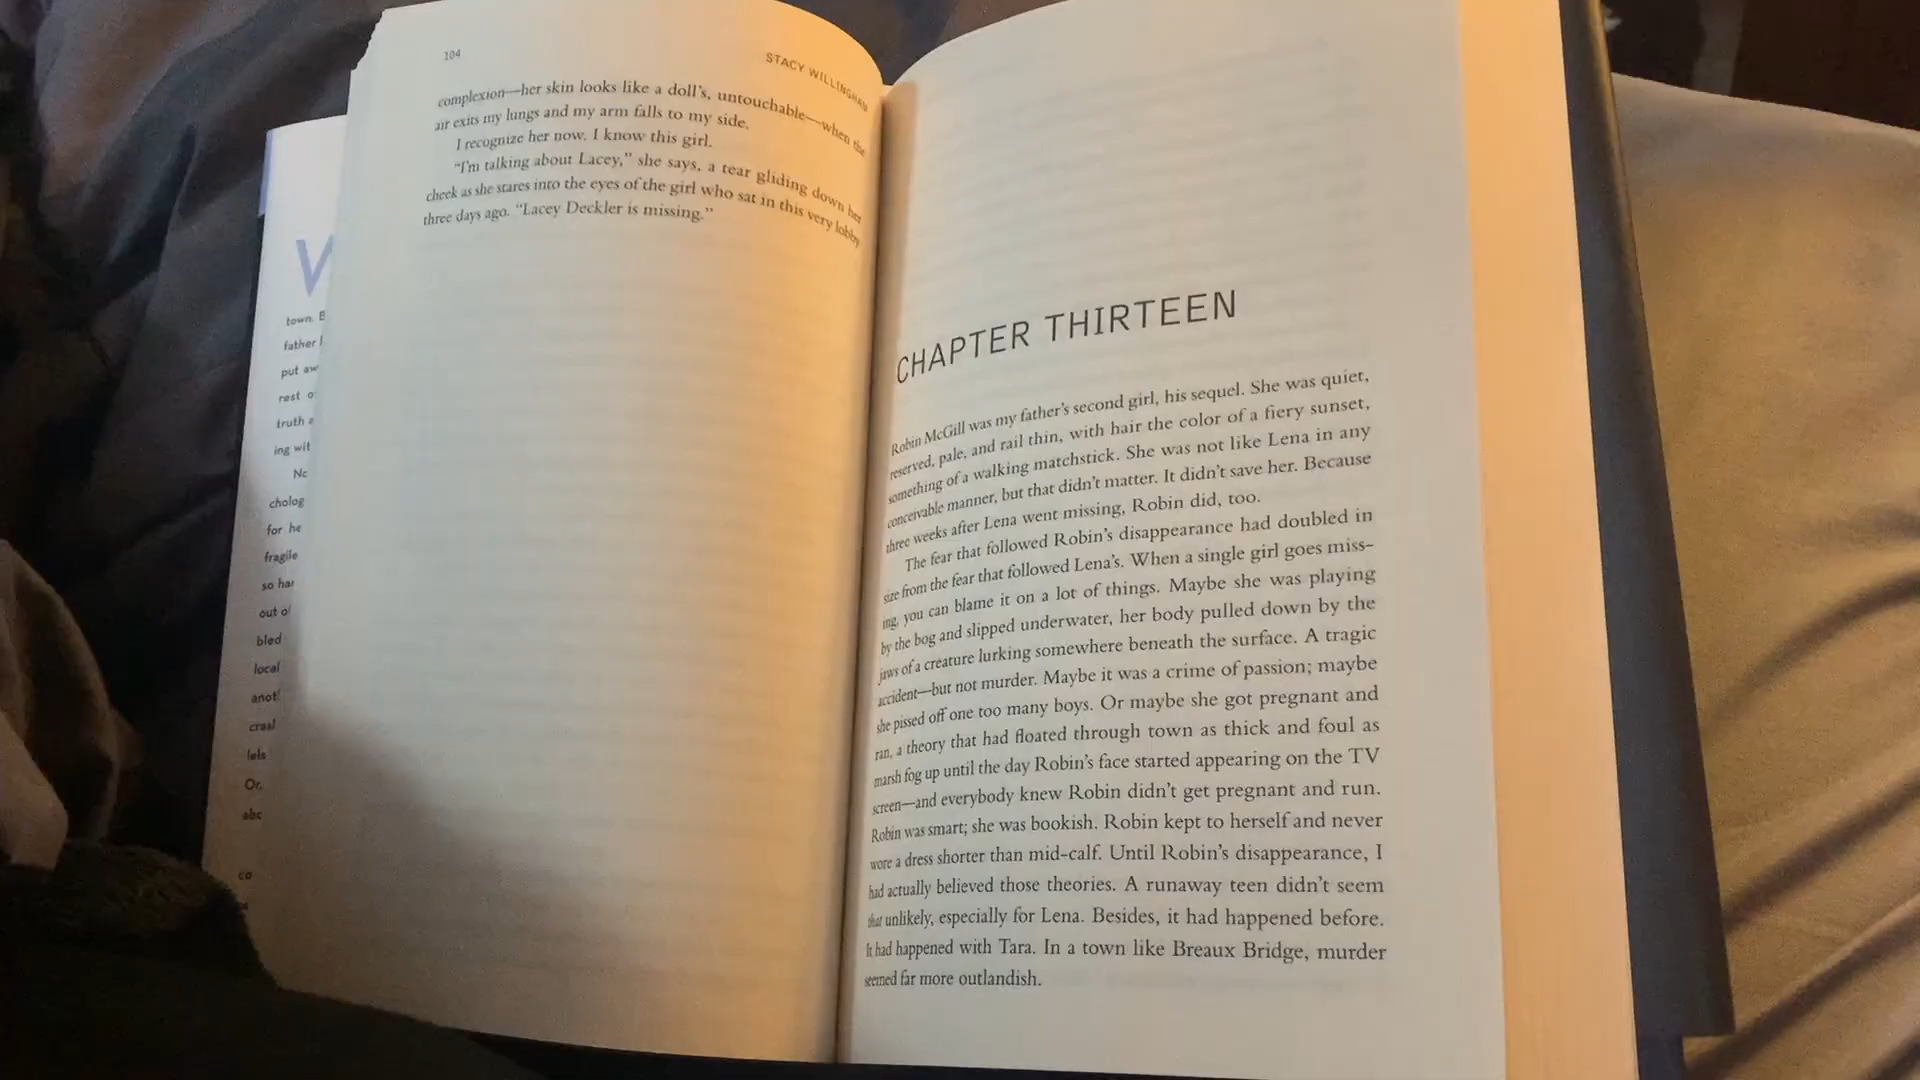 104
STACY WILLINGHAM
complexion—her skin looks like a doll's, untouchable—when the
air exits my lungs and my arm falls to my side.
I recognize her now. I know this girl.
“I'm talking about Lacey,” she says, a tear gliding down her
cheek as she stares into the eyes of the girl who sat in this very lobby
three days ago. “Lacey Deckler is missing.”
town. B
father
put aw
rest o
truth a
ing wit
No
cholog
for he
fragile
so har
out of
bled
local
anot
crawl
lels
Or,
abc
co
CHAPTER THIRTEEN
Robin McGill was my father's second girl, his sequel. She was quiet,
reserved, pale, and rail thin, with hair the color of a fiery sunset,
something of a walking matchstick. She was not like Lena in any
conceivable manner, but that didn't matter. It didn't save her. Because
three weeks after Lena went missing, Robin did, too.
The fear that followed Robin's disappearance had doubled in
size from the fear that followed Lena's. When a single girl goes miss-
ing, you can blame it on a lot of things. Maybe she was playing
by the bog and slipped underwater, her body pulled down by the
jaws of a creature lurking somewhere beneath the surface. A tragic
accident—but not murder. Maybe it was a crime of passion; maybe
she pissed off one too many boys. Or maybe she got pregnant and
ran, a theory that had floated through town as thick and foul as
marsh fog up until the day Robin's face started appearing on the TV
screen—and everybody knew Robin didn't get pregnant and run.
Robin was smart; she was bookish. Robin kept to herself and never
wore a dress shorter than mid-calf. Until Robin's disappearance, I
had actually believed those theories. A runaway teen didn't seem
that unlikely, especially for Lena. Besides, it had happened before.
It had happened with Tara. In a town like Breaux Bridge, murder
seemed far more outlandish.